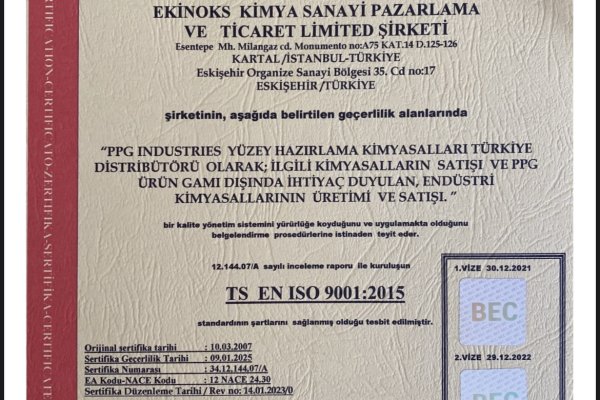 EKİNOKS KİMYA SANAYİ PAZARLAMA
VE TİCARET LİMİTED ŞİRKETİ
Esentepe Mh. Milangaz cd. Monumento no:A75 KAT.14 D.125-126
KARTAL/İSTANBUL-TÜRKİYE
Eskişehir Organize Sanayi Bölgesi 35. Cd no:17
ESKİŞEHİR/TÜRKİYE
şirketinin, aşağıda belirtilen geçerlilik alanlarında
"PPG INDUSTRIES YÜZEY HAZIRLAMA KİMYASALLARI TÜRKİYE
DİSTRİBÜTÖRÜ OLARAK; İLGİLİ KİMYASALLARIN SATIŞI VE PPG
ÜRÜN GAMI DIŞINDA İHTİYAÇ DUYULAN, ENDÜSTRİ
KİMYASALLARININ ÜRETİMİ VE SATIŞI. "
bir kalite yönetim sistemini yürürlüğe koyduğunu ve uygulamakta olduğunu
belgelendirme prosedürlerine istinaden teyit eder.
12.144.07/A sayılı inceleme raporu ile kuruluşun
TS EN ISO 9001:2015
standardının şartlarını sağlanmış olduğu tesbit edilmiştir.
Orijinal sertifika tarihi : 10.03.2007
Sertifika Geçerlilik Tarihi : 09.01.2025
Sertifika Numarası : 34.12,144,07/A
EA Kodu-NACE Kodu : 12 NACE 24.30
Sertifika Düzenleme Tarihi / Rev no: 14.01.2023/0
1.VİZE 30.12.2021
BEC
2.VİZE 29.12.2022
BEC
CERTIFICATION-CERTIFICATO-ZERTIFIKA-SERTİFİKA-CERTIFICATE